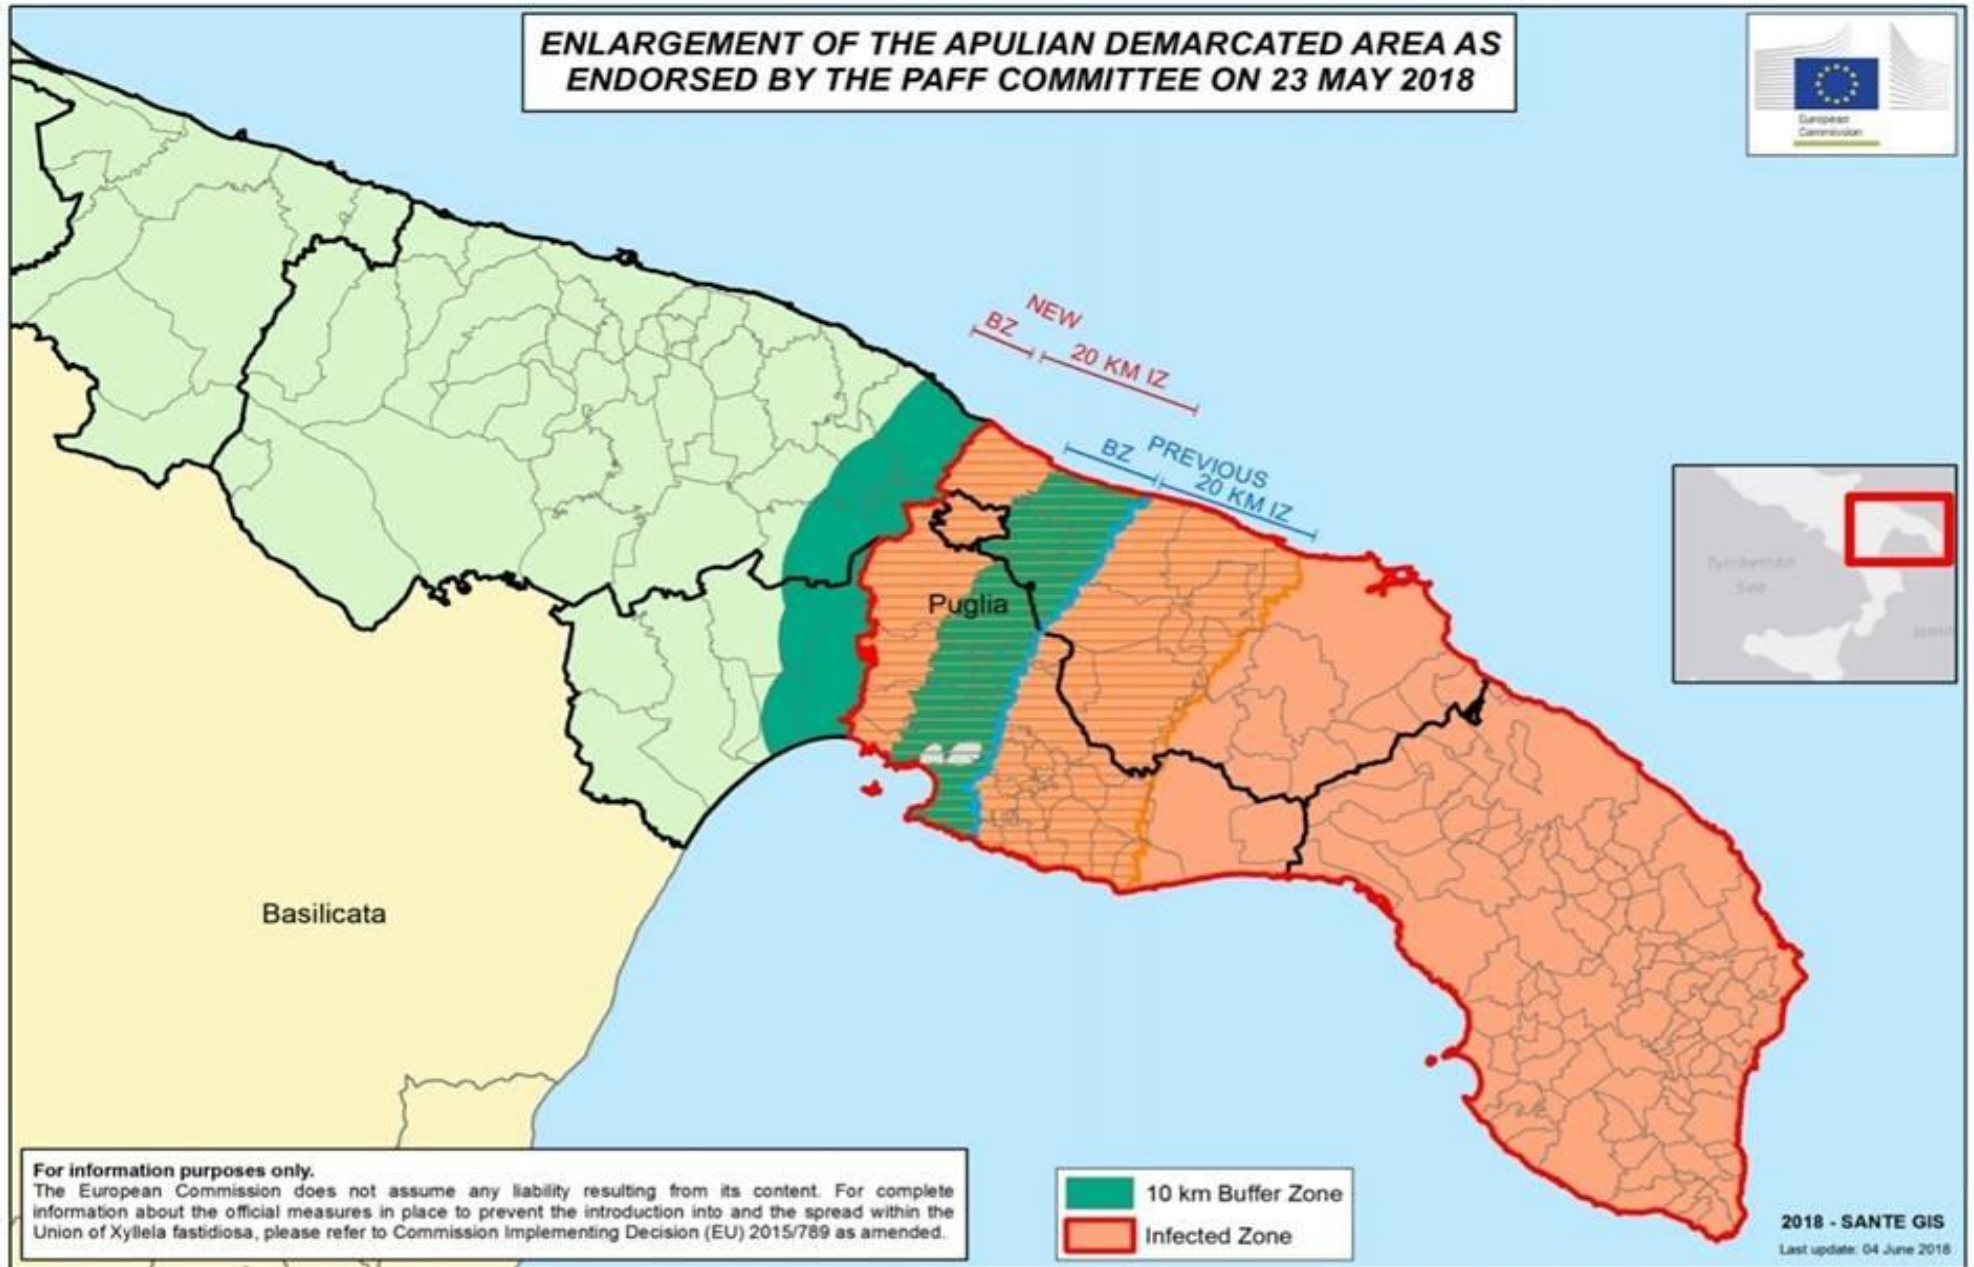 ENLARGEMENT OF THE APULIAN DEMARCATED AREA AS
ENDORSED BY THE PAFF COMMITTEE ON 23 MAY 2018
European
Commission
NEW
BZ
20 KM IZ
PREVIOUS
BZ
20 KM IZ
Tyrrhenian
Sea
Puglia
Basilicata
For information purposes only.
The European Commission does not assume any liability resulting from its content. For complete
information about the official measures in place to prevent the introduction into and the spread within the
Union of Xyllela fastidiosa, please refer to Commission Implementing Decision (EU) 2015/789 as amended.
10 km Buffer Zone
Infected Zone
2018 - SANTE GIS
Last update: 04 June 2018